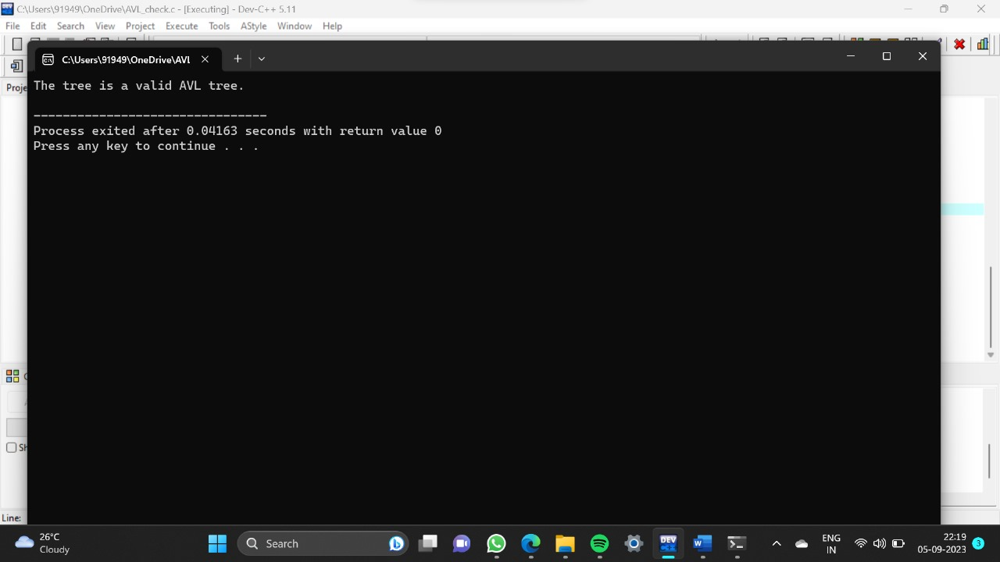 C:\Users\91949\OneDrive\AVL_check.c - [Executing] - Dev-C++ 5.11
File Edit Search View Project Execute Tools AStyle Window Help
C:\Users\91949\OneDrive\AVL
The tree is a valid AVL tree.
--------------------------------
Process exited after 0.04163 seconds with return value 0
Press any key to continue . . .
Line:
26°C
Cloudy
Search
DEV
ENG
IN
22:19
05-09-2023
3